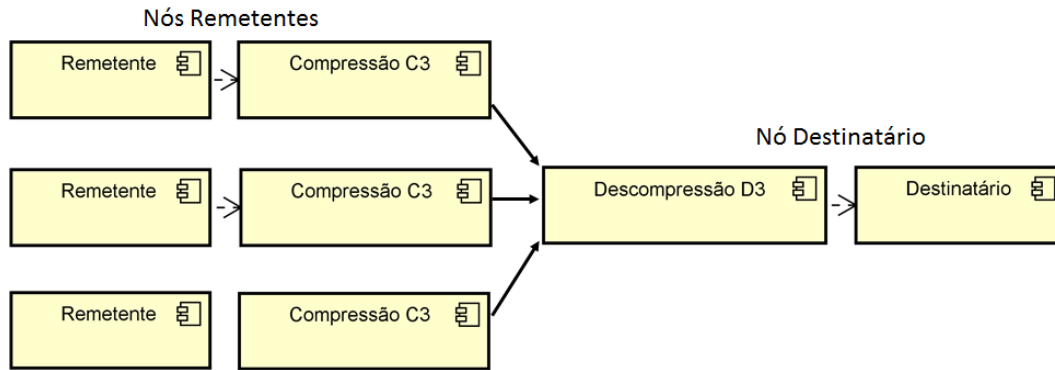 Nós Remetentes
Remetente
Compressão C3
Nó Destinatário
Remetente
Compressão C3
Descompressão D3
Destinatário
Remetente
Compressão C3